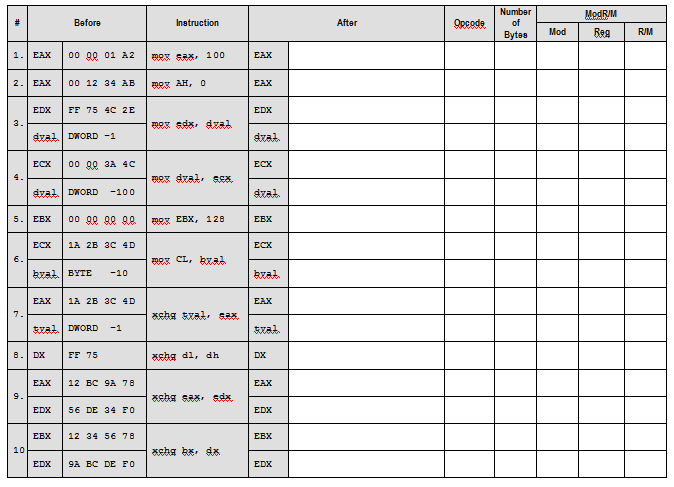 # Before Instruction After Opcode Number of Bytes ModR/M
Mod Reg R/M
1. EAX 00 00 01 A2 mov eax, 100 EAX
2. EAX 00 12 34 AB mov AH, 0 EAX
3. EDX FF 75 4C 2E mov edx, dval EDX
dval DWORD -1 dval
4. ECX 00 00 3A 4C mov dval, ecx ECX
dval DWORD -100 dval
5. EBX 00 00 00 00 mov EBX, 128 EBX
6. ECX 1A 2B 3C 4D mov CL, bval ECX
bval BYTE -10 bval
7. EAX 1A 2B 3C 4D xchg tval, eax EAX
tval DWORD -1 tval
8. DX FF 75 xchg dl, dh DX
9. EAX 12 BC 9A 78 xchg eax, edx EAX
EDX 56 DE 34 F0 EDX
10 EBX 12 34 56 78 xchg bx, dx EBX
EDX 9A BC DE F0 EDX